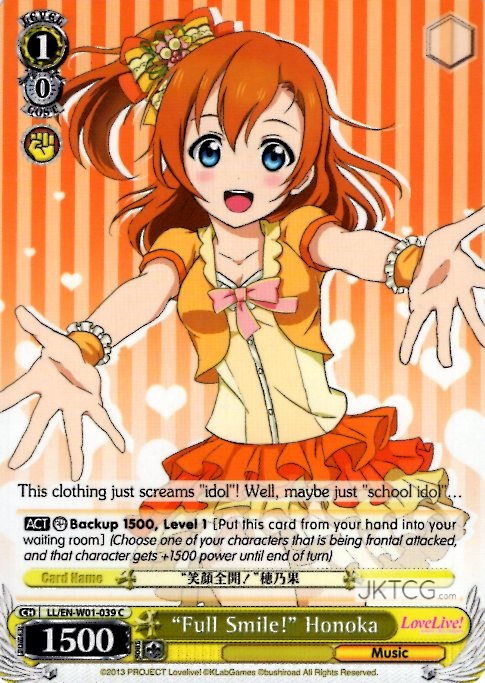 LEVEL
1
0
COST
This clothing just screams "idol"! Well, maybe just "school idol"...
ACT Backup 1500, Level 1 [Put this card from your hand into your
waiting room] (Choose one of your characters that is being frontal attacked,
and that character gets +1500 power until end of turn)
Card Name "笑顔全開!"穂乃果
JKTCG.com
CH LL/EN-W01-039 C
1500
"Full Smile!" Honoka
LoveLive!
Music
©2013 PROJECT Lovelive! ©KLabGames ©bushiroad All Rights Reserved.